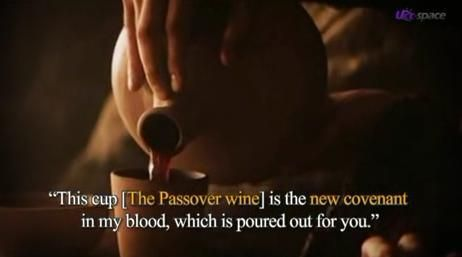 “This cup [The Passover wine] is the new covenant
in my blood, which is poured out for you.”